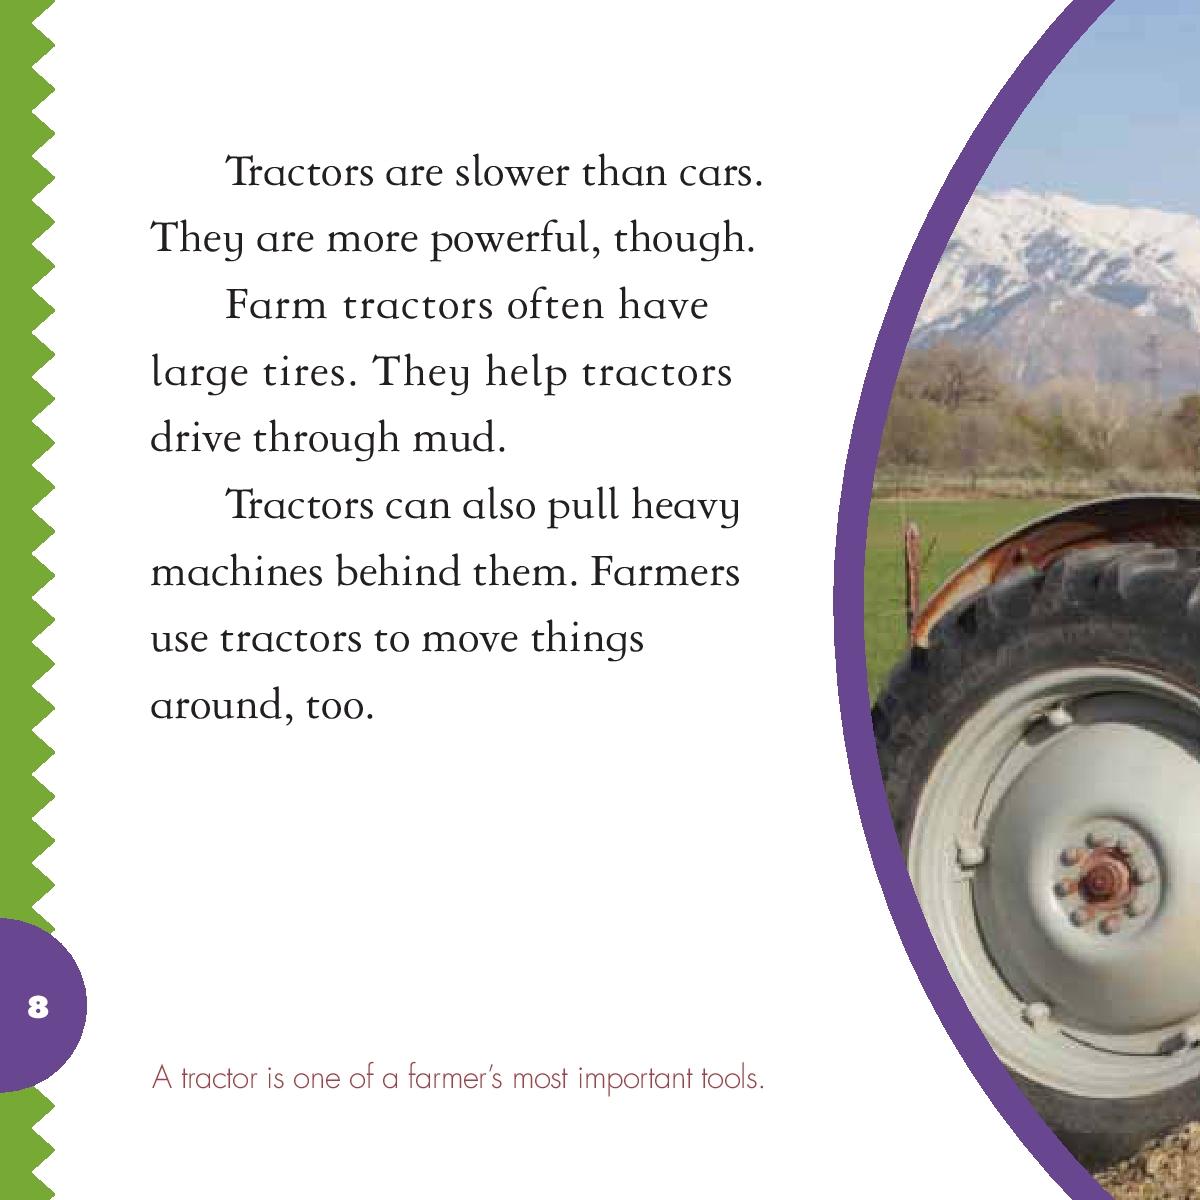 Tractors are slower than cars.
They are more powerful, though.
Farm tractors often have
large tires. They help tractors
drive through mud.
Tractors can also pull heavy
machines behind them. Farmers
use tractors to move things
around, too.
8
A tractor is one of a farmer's most important tools.